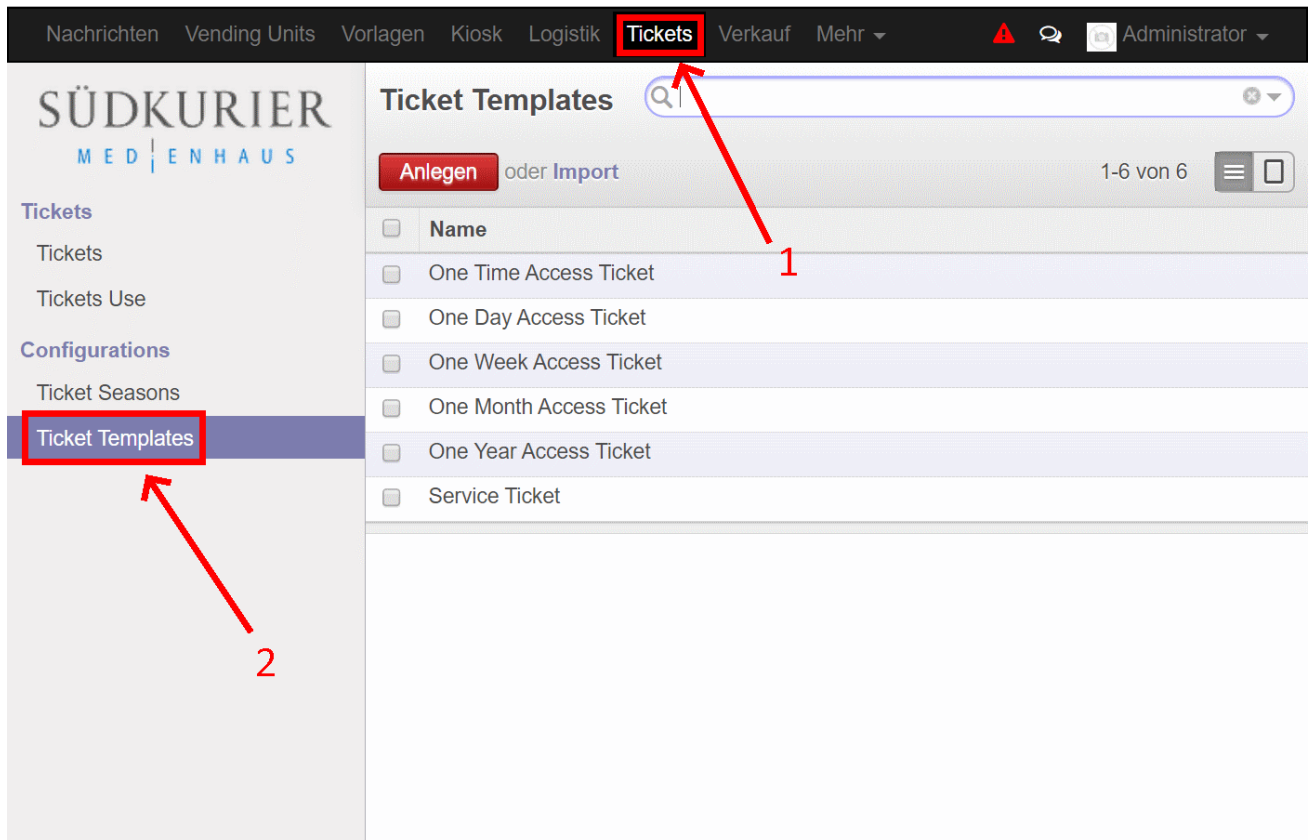 Nachrichten Vending Units Vorlagen Kiosk Logistik Tickets Verkauf Mehr Administrator
SÜDKURIER
MEDIENHAUS
Ticket Templates
Anlegen oder Import 1-6 von 6
Tickets
Tickets
Tickets Use
Configurations
Ticket Seasons
Ticket Templates
Name
One Time Access Ticket
One Day Access Ticket
One Week Access Ticket
One Month Access Ticket
One Year Access Ticket
Service Ticket
1
2